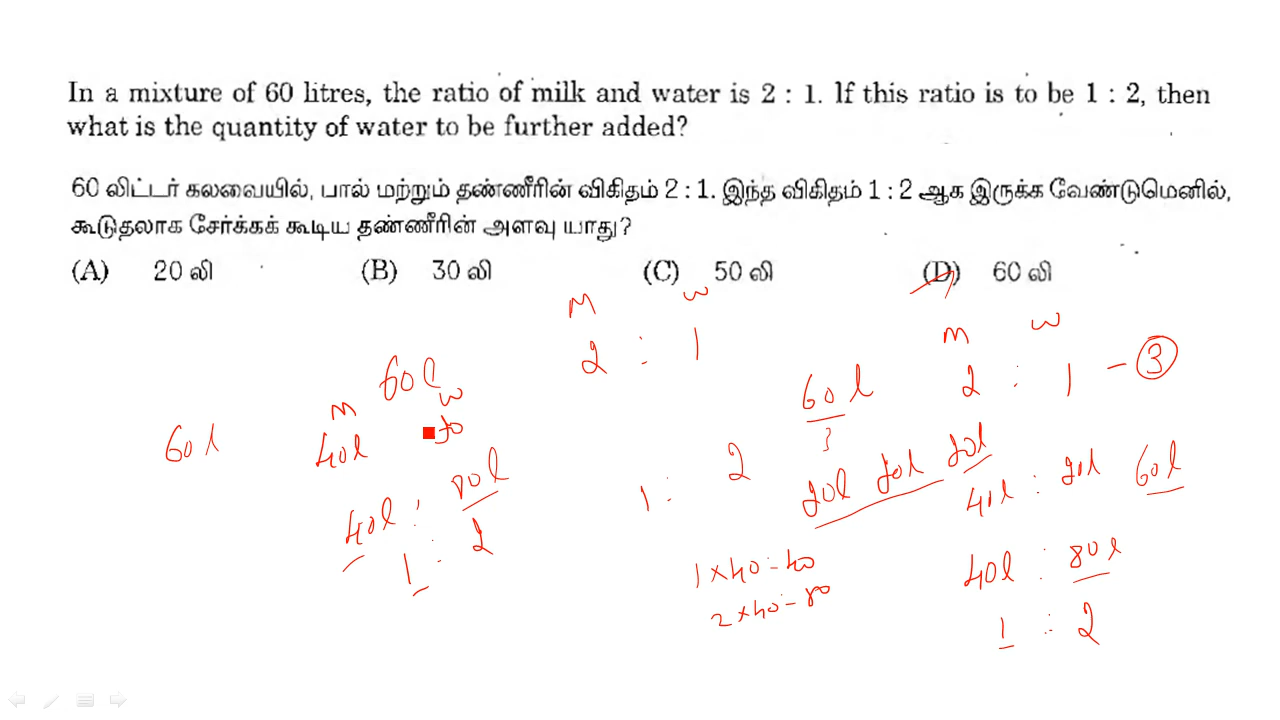 In a mixture of 60 litres, the ratio of milk and water is 2 : 1. If this ratio is to be 1 : 2, then
what is the quantity of water to be further added?
60 லிட்டர் கலவையில், பால் மற்றும் தண்ணீரின் விகிதம் 2 : 1. இந்த விகிதம் 1 : 2 ஆக இருக்க வேண்டுமெனில்,
கூடுதலாக சேர்க்கக் கூடிய தண்ணீரின் அளவு யாது?
(A) 20 லி (B) 30 லி (C) 50 லி (D) 60 லி
M W
2 : 1
M W
2 : 1 - 3
60l
3
20l 20l 20l
40l : 20l 60l
40l : 80l
1 : 2
60l
M W
60l 40l 20
40l : 80l
1 : 2
1 : 2
1 x 40 - 40
2 x 40 - 80